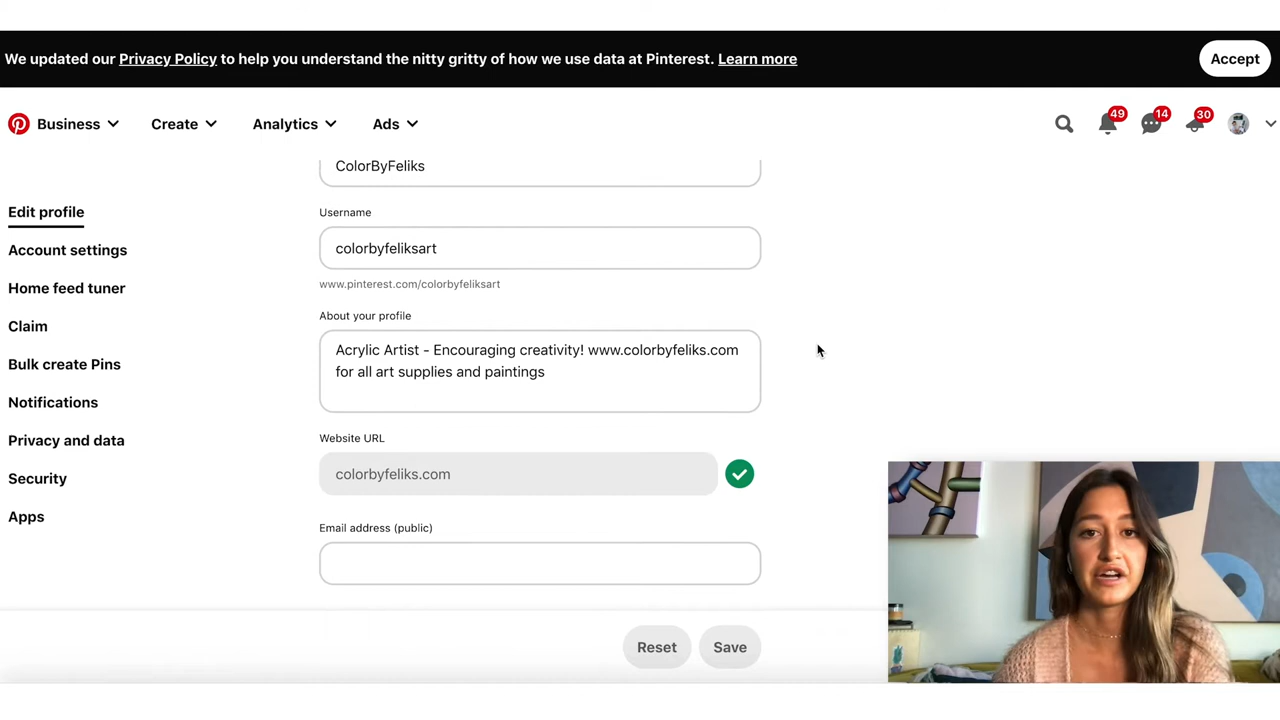 We updated our Privacy Policy to help you understand the nitty gritty of how we use data at Pinterest. Learn more
Accept
Business Create Analytics Ads 49 14 30
ColorByFeliks
Edit profile
Username
Account settings
colorbyfeliksart
Home feed tuner
www.pinterest.com/colorbyfeliksart
About your profile
Claim
Acrylic Artist - Encouraging creativity! www.colorbyfeliks.com
for all art supplies and paintings
Bulk create Pins
Notifications
Website URL
Privacy and data
colorbyfeliks.com
Security
Apps
Email address (public)
Reset Save